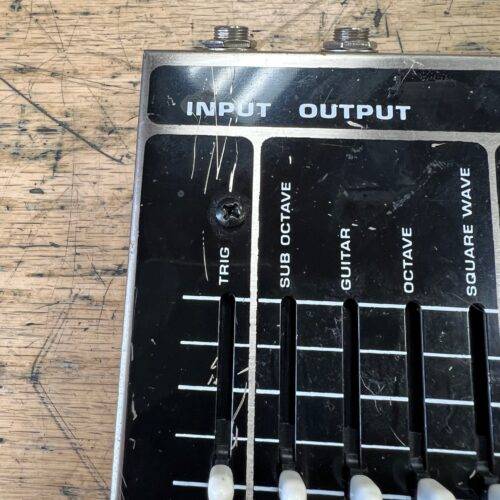 INPUT OUTPUT
TRIG
SUB OCTAVE
GUITAR
OCTAVE
SQUARE WAVE